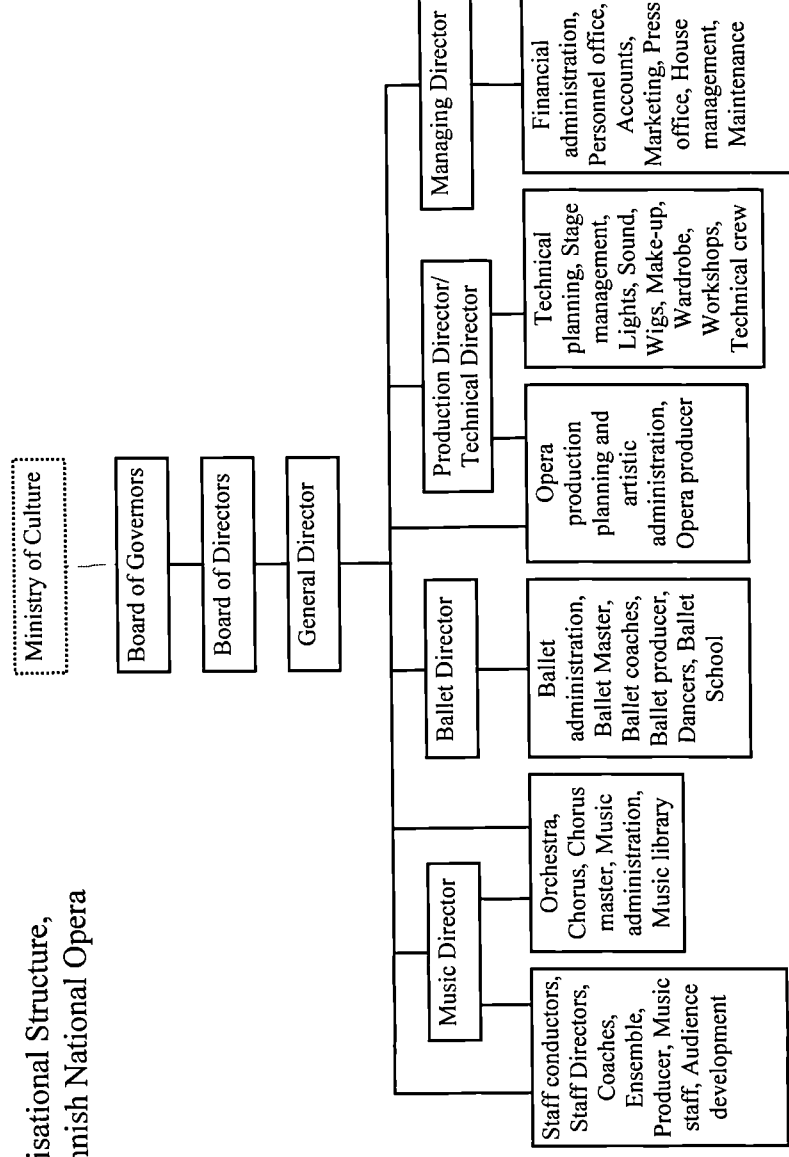 isational Structure,
nnish National Opera
Ministry of Culture
Board of Governors
Board of Directors
General Director
Music Director
Ballet Director
Production Director/
Technical Director
Managing Director
Staff conductors,
Staff Directors,
Coaches,
Ensemble,
Producer, Music
staff, Audience
development
Orchestra,
Chorus, Chorus
master, Music
administration,
Music library
Ballet
administration,
Ballet Master,
Ballet coaches,
Ballet producer,
Dancers, Ballet
School
Opera
production
planning and
artistic
administration,
Opera producer
Technical
planning, Stage
management,
Lights, Sound,
Wigs, Make-up,
Wardrobe,
Workshops,
Technical crew
Financial
administration,
Personnel office,
Accounts,
Marketing, Press
office, House
management,
Maintenance